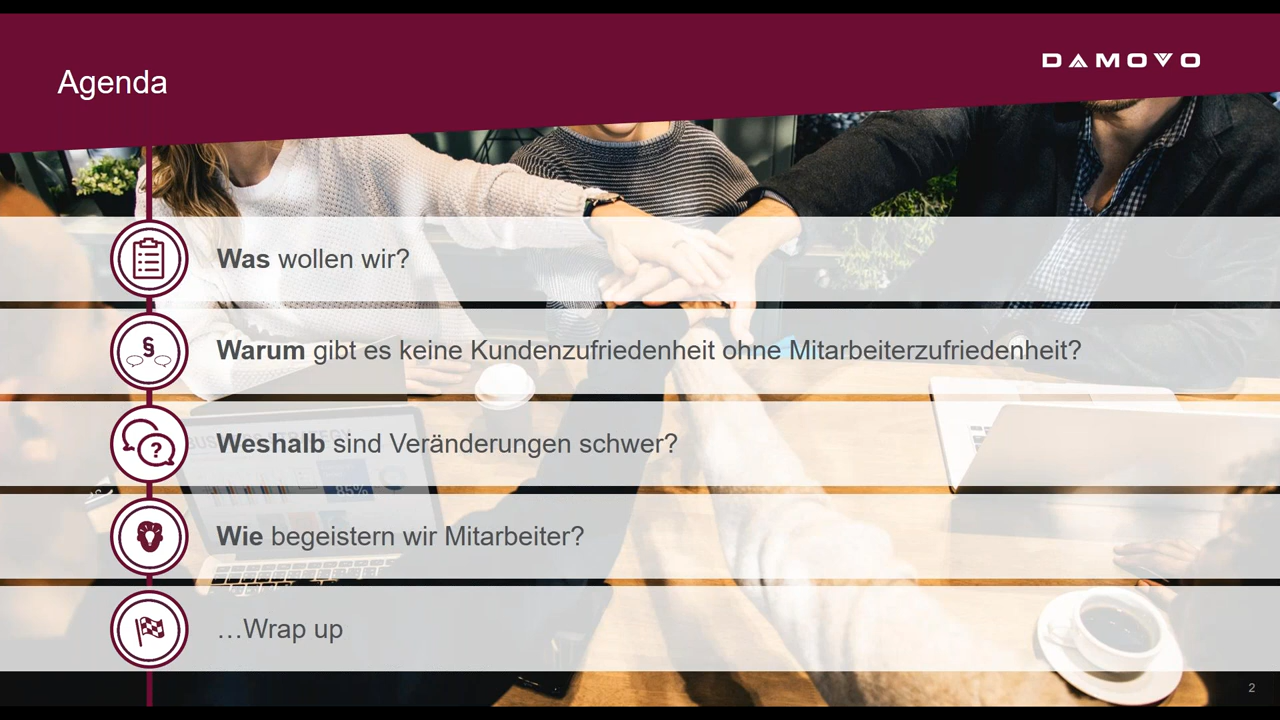 Agenda
DAMOVO
Was wollen wir?
§
Warum gibt es keine Kundenzufriedenheit ohne Mitarbeiterzufriedenheit?
?
Weshalb sind Veränderungen schwer?
85%
Wie begeistern wir Mitarbeiter?
…Wrap up
2